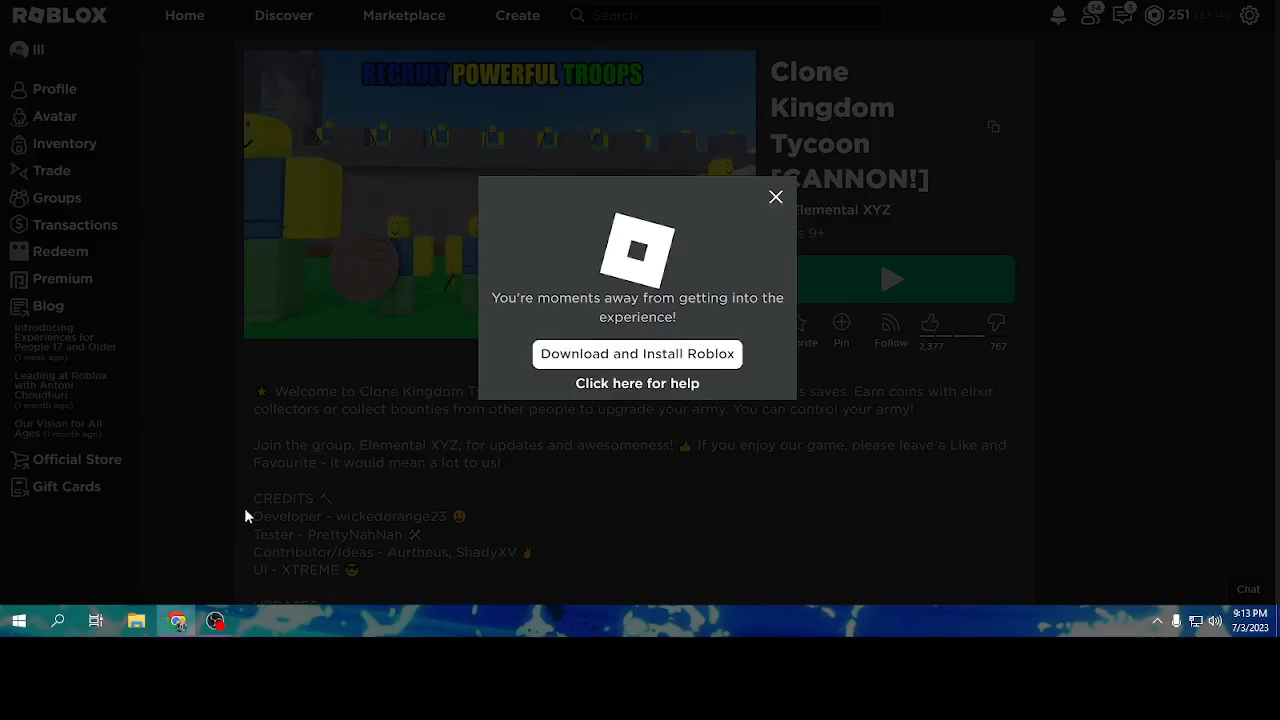 ROBLOX
Home
Discover
Marketplace
Create
Search
34
3
251
lll
Profile
Avatar
Inventory
Trade
Groups
Transactions
Redeem
Premium
Blog
Introducing
Experiences for
People 17 and Older
(1 week ago)
Leading at Roblox
with Antoni
Choudhuri
(1 month ago)
Our Vision for All
Ages (1 month ago)
Official Store
Gift Cards
RECRUIT POWERFUL TROOPS
Clone
Kingdom
Tycoon
[CANNON!]
Elemental XYZ
9+
You're moments away from getting into the
experience!
Download and Install Roblox
Click here for help
Pin
Follow
2,377
767
Welcome to Clone Kingdom
saves. Earn coins with elixir
collectors or collect bounties from other people to upgrade your army. You can control your army!
Join the group, Elemental XYZ, for updates and awesomeness! 👍 If you enjoy our game, please leave a Like and
Favourite - it would mean a lot to us!
CREDITS 🔨
Developer - wickedorange23 😃
Tester - PrettyNahNah 🛠
Contributor/Ideas - Aurtheus, ShadyXV ✌
UI - XTREME 😎
Chat
9:13 PM
7/3/2023